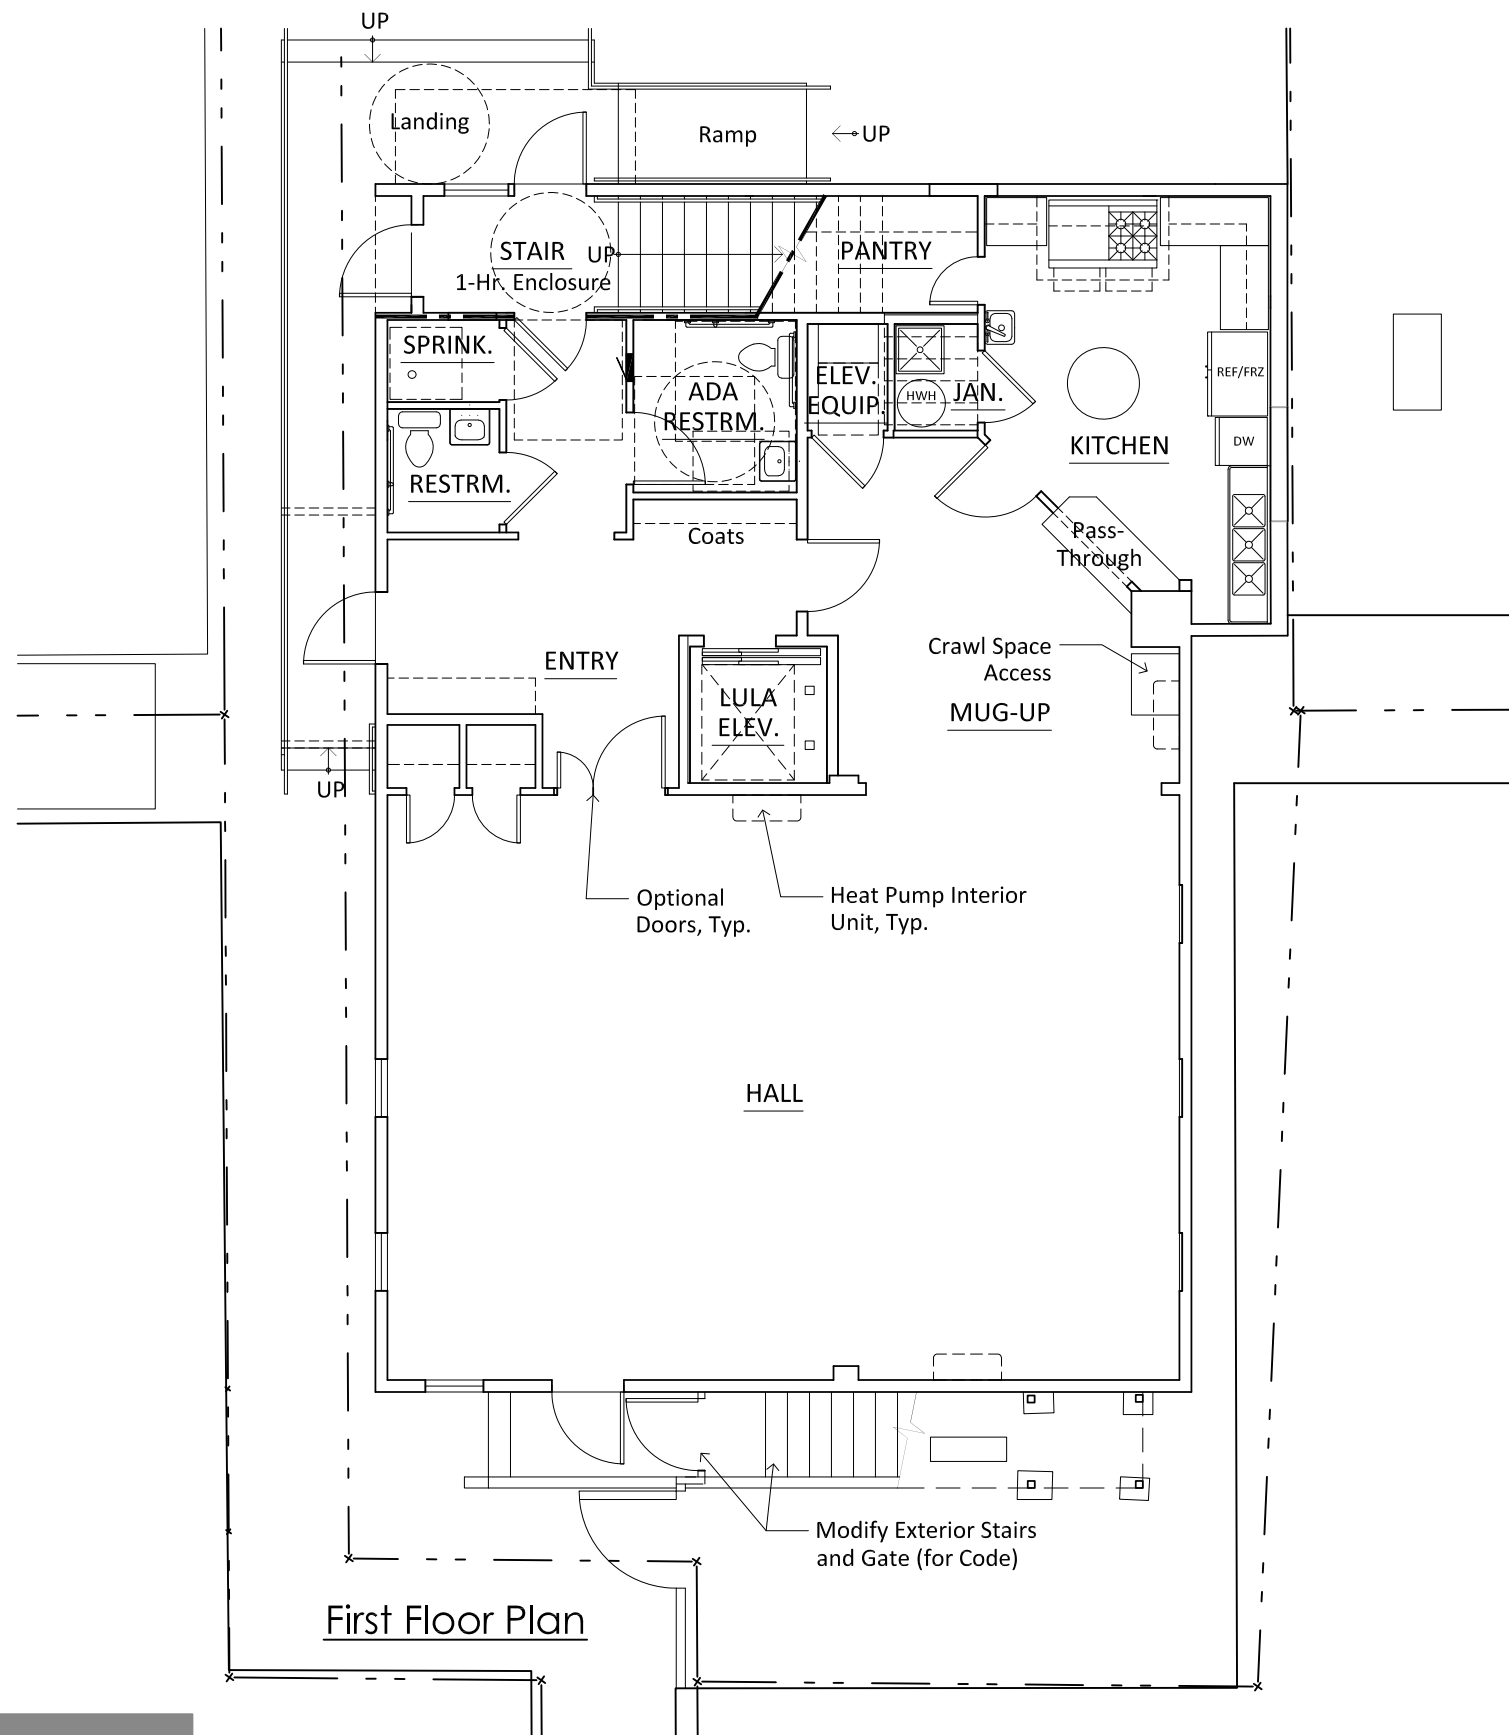 UP
Landing
Ramp
UP
STAIR
UP
1-Hr. Enclosure
PANTRY
SPRINK.
ADA
RESTRM.
ELEV.
EQUIP.
HWH
JAN.
REF/FRZ
DW
KITCHEN
RESTRM.
Coats
Pass-
Through
ENTRY
Crawl Space
Access
LULA
ELEV.
MUG-UP
UP
Optional
Doors, Typ.
Heat Pump Interior
Unit, Typ.
HALL
Modify Exterior Stairs
and Gate (for Code)
First Floor Plan